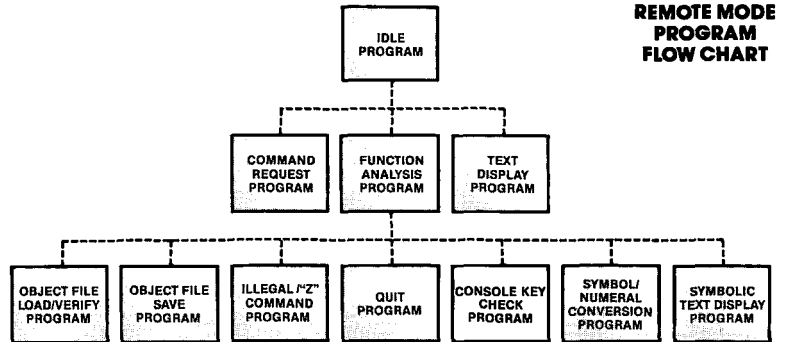 REMOTE MODE
PROGRAM
FLOW CHART
IDLE
PROGRAM
COMMAND
REQUEST
PROGRAM
FUNCTION
ANALYSIS
PROGRAM
TEXT
DISPLAY
PROGRAM
OBJECT FILE
LOAD/VERIFY
PROGRAM
OBJECT FILE
SAVE
PROGRAM
ILLEGAL /"Z"
COMMAND
PROGRAM
QUIT
PROGRAM
CONSOLE KEY
CHECK
PROGRAM
SYMBOL/
NUMERAL
CONVERSION
PROGRAM
SYMBOLIC
TEXT DISPLAY
PROGRAM